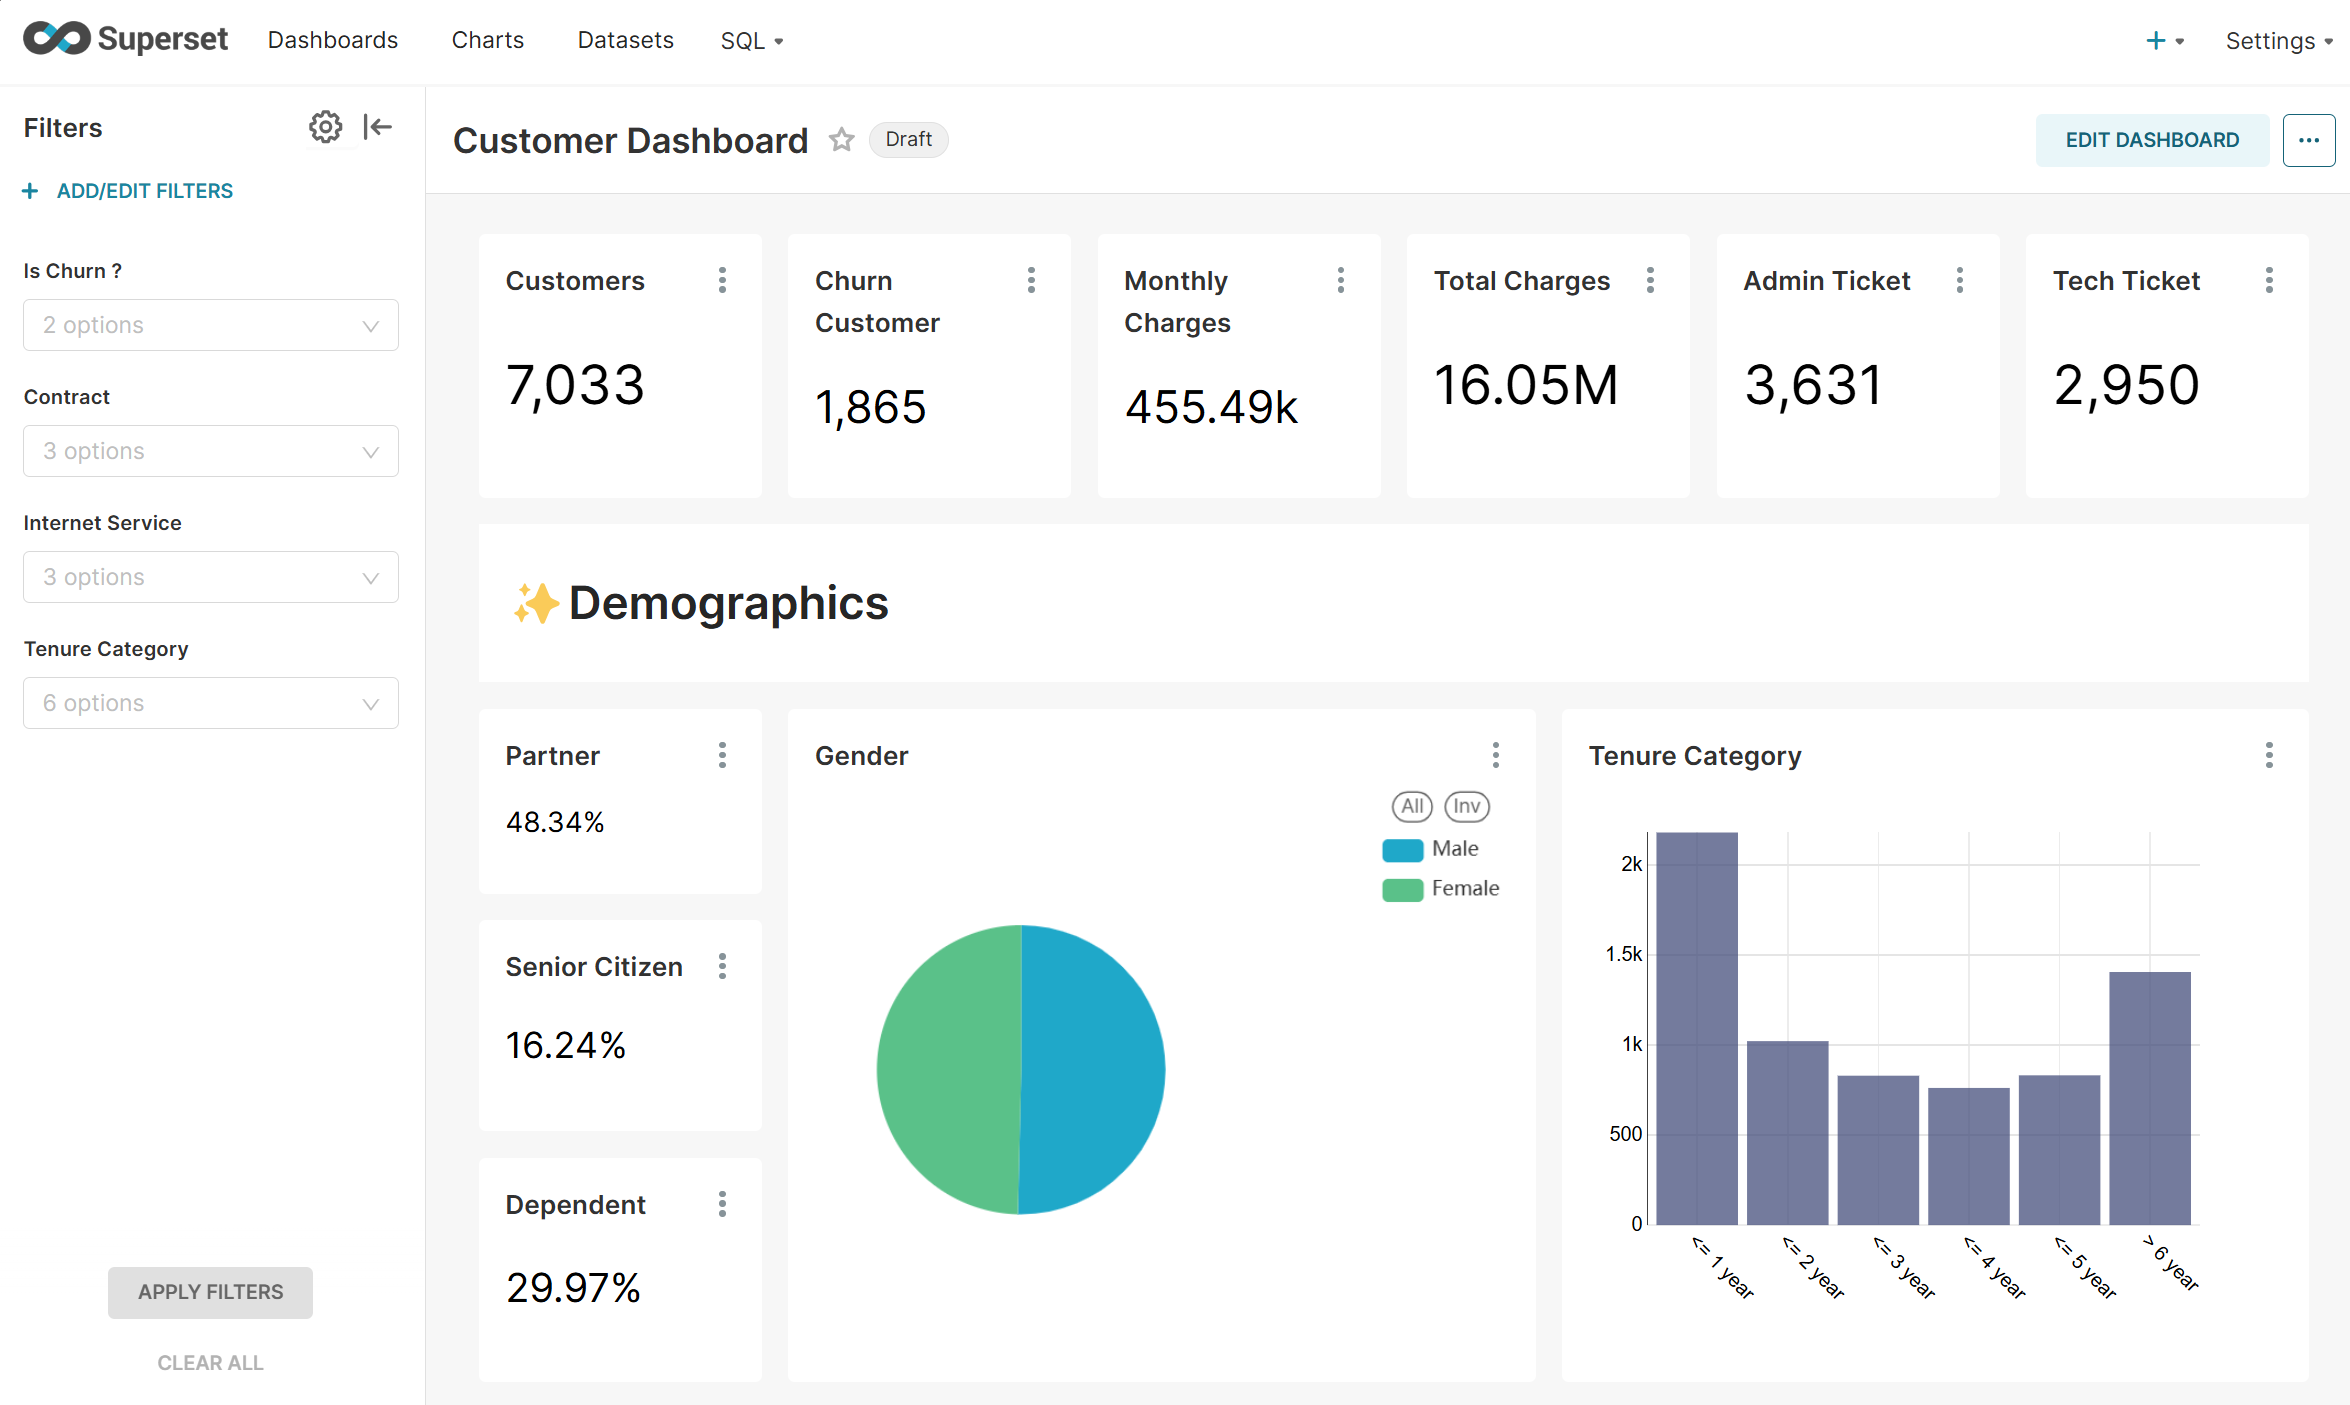 Superset
Dashboards
Charts
Datasets
SQL
+
Settings
Filters
+ ADD/EDIT FILTERS
Is Churn ?
2 options
Contract
3 options
Internet Service
3 options
Tenure Category
6 options
APPLY FILTERS
CLEAR ALL
Customer Dashboard
Draft
EDIT DASHBOARD
...
Customers
7,033
Churn
Customer
1,865
Monthly
Charges
455.49k
Total Charges
16.05M
Admin Ticket
3,631
Tech Ticket
2,950
✨Demographics
Partner
48.34%
Senior Citizen
16.24%
Dependent
29.97%
Gender
All
Inv
Male
Female
Tenure Category
2k
1.5k
1k
500
0
<= 1 year
<= 2 year
<= 3 year
<= 4 year
<= 5 year
> 6 year